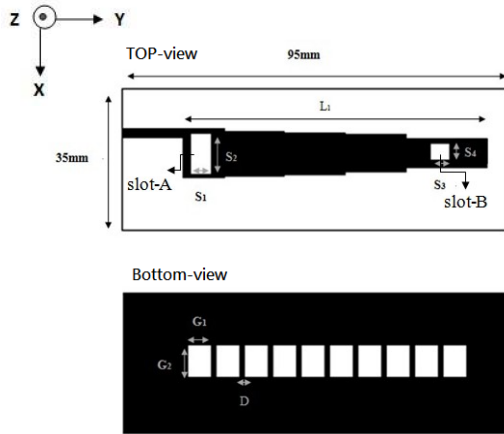 Z Y
X
TOP-view
95mm
L1
35mm
S2
S4
slot-A
S1
S3
slot-B
Bottom-view
G1
G2
D